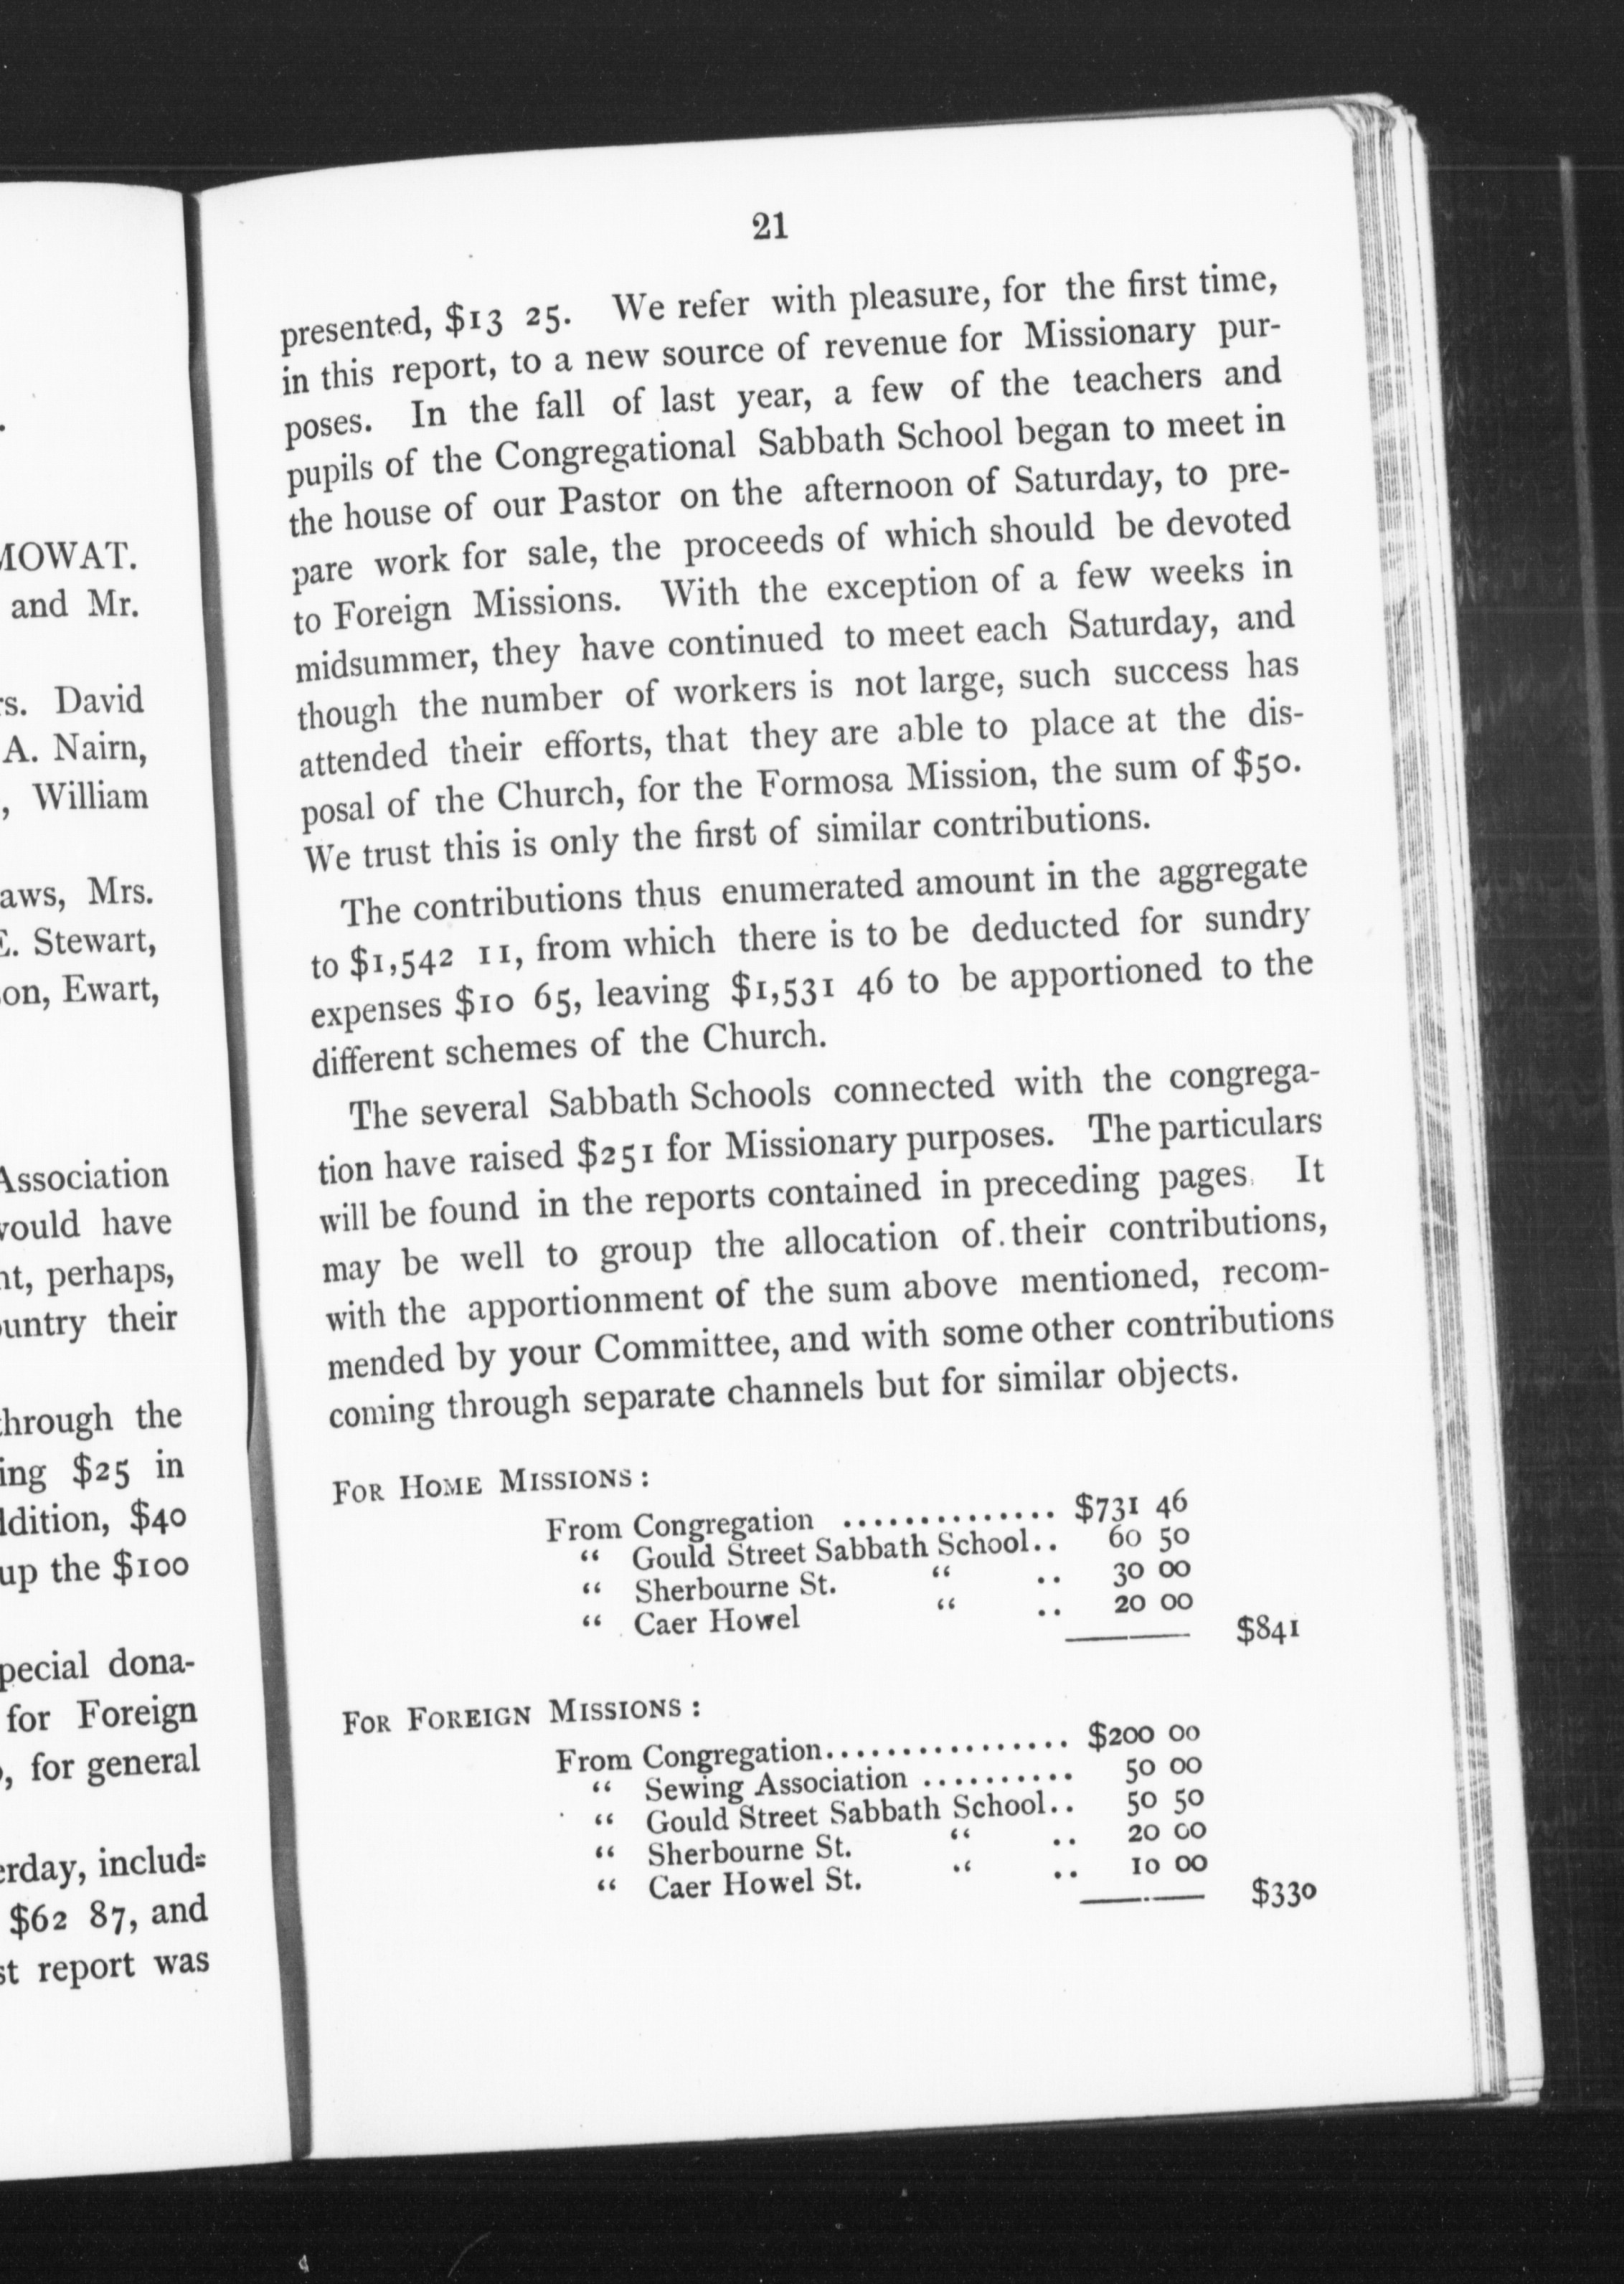 .
MOWAT.
and Mr.
David
A. Nairn,
, William
Mrs.
E. Stewart,
Ewart,
Association
would have
perhaps,
their
through the
$25 in
$40
up the $100
dona-
for Foreign
for general
includ-
$62 87, and
report was
21
presented, $13 25. We refer with pleasure, for the first time,
in this report, to a new source of revenue for Missionary pur-
poses. In the fall of last year, a few of the teachers and
pupils of the Congregational Sabbath School began to meet in
the house of our Pastor on the afternoon of Saturday, to pre-
pare work for sale, the proceeds of which should be devoted
to Foreign Missions. With the exception of a few weeks in
midsummer, they have continued to meet each Saturday, and
though the number of workers is not large, such success has
attended their efforts, that they are able to place at the dis-
posal of the Church, for the Formosa Mission, the sum of $50.
We trust this is only the first of similar contributions.
The contributions thus enumerated amount in the aggregate
to $1,542 11, from which there is to be deducted for sundry
expenses $10 65, leaving $1,531 46 to be apportioned to the
different schemes of the Church.
The several Sabbath Schools connected with the congrega-
tion have raised $251 for Missionary purposes. The particulars
will be found in the reports contained in preceding pages. It
may be well to group the allocation of their contributions,
with the apportionment of the sum above mentioned, recom-
mended by your Committee, and with some other contributions
coming through separate channels but for similar objects.
FOR HOME MISSIONS:
From Congregation .............. $731 46
" Gould Street Sabbath School.. 60 50
" Sherbourne St. " .. 30 00
" Caer Howel " .. 20 00
$841
FOR FOREIGN MISSIONS:
From Congregation................ $200 00
" Sewing Association .......... 50 00
" Gould Street Sabbath School.. 50 50
" Sherbourne St. " .. 20 00
" Caer Howel St. " .. 10 00
$330